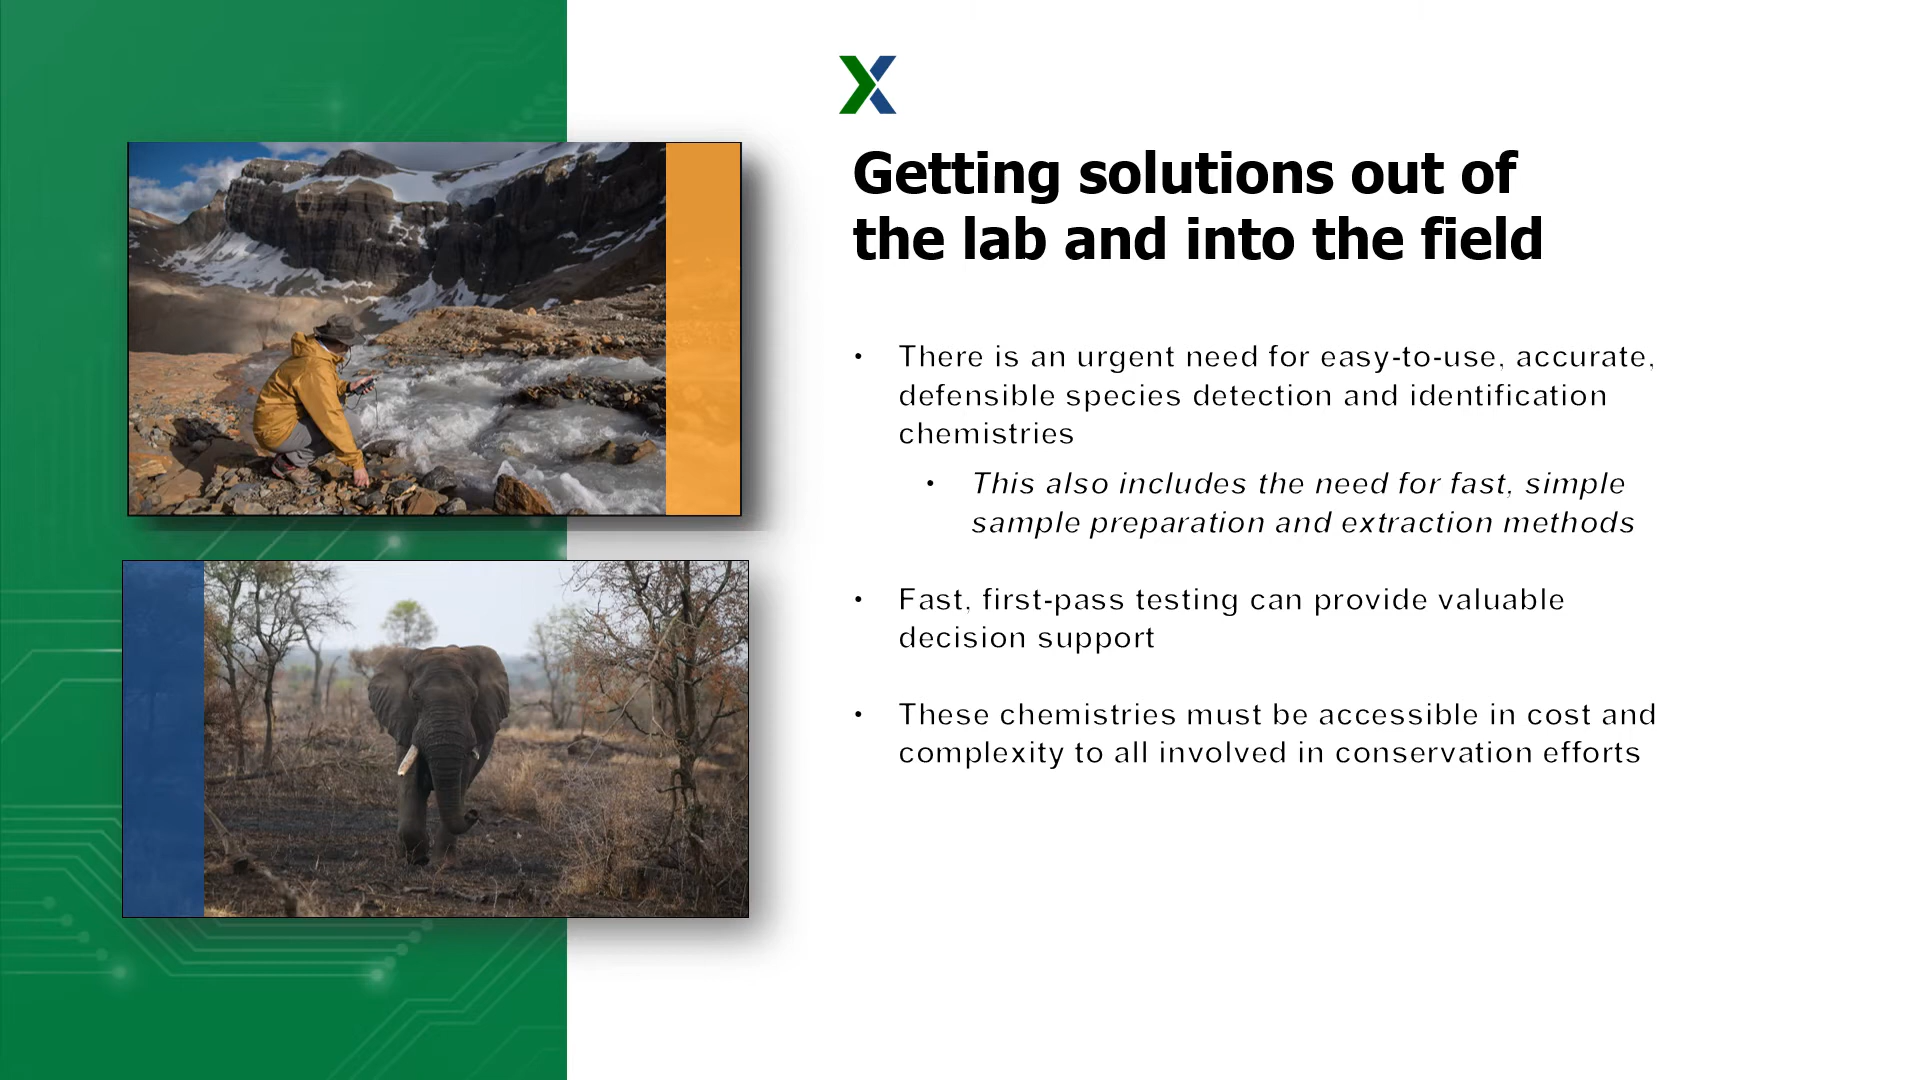 Getting solutions out of
the lab and into the field
• There is an urgent need for easy-to-use, accurate,
defensible species detection and identification
chemistries
• This also includes the need for fast, simple
sample preparation and extraction methods
• Fast, first-pass testing can provide valuable
decision support
• These chemistries must be accessible in cost and
complexity to all involved in conservation efforts